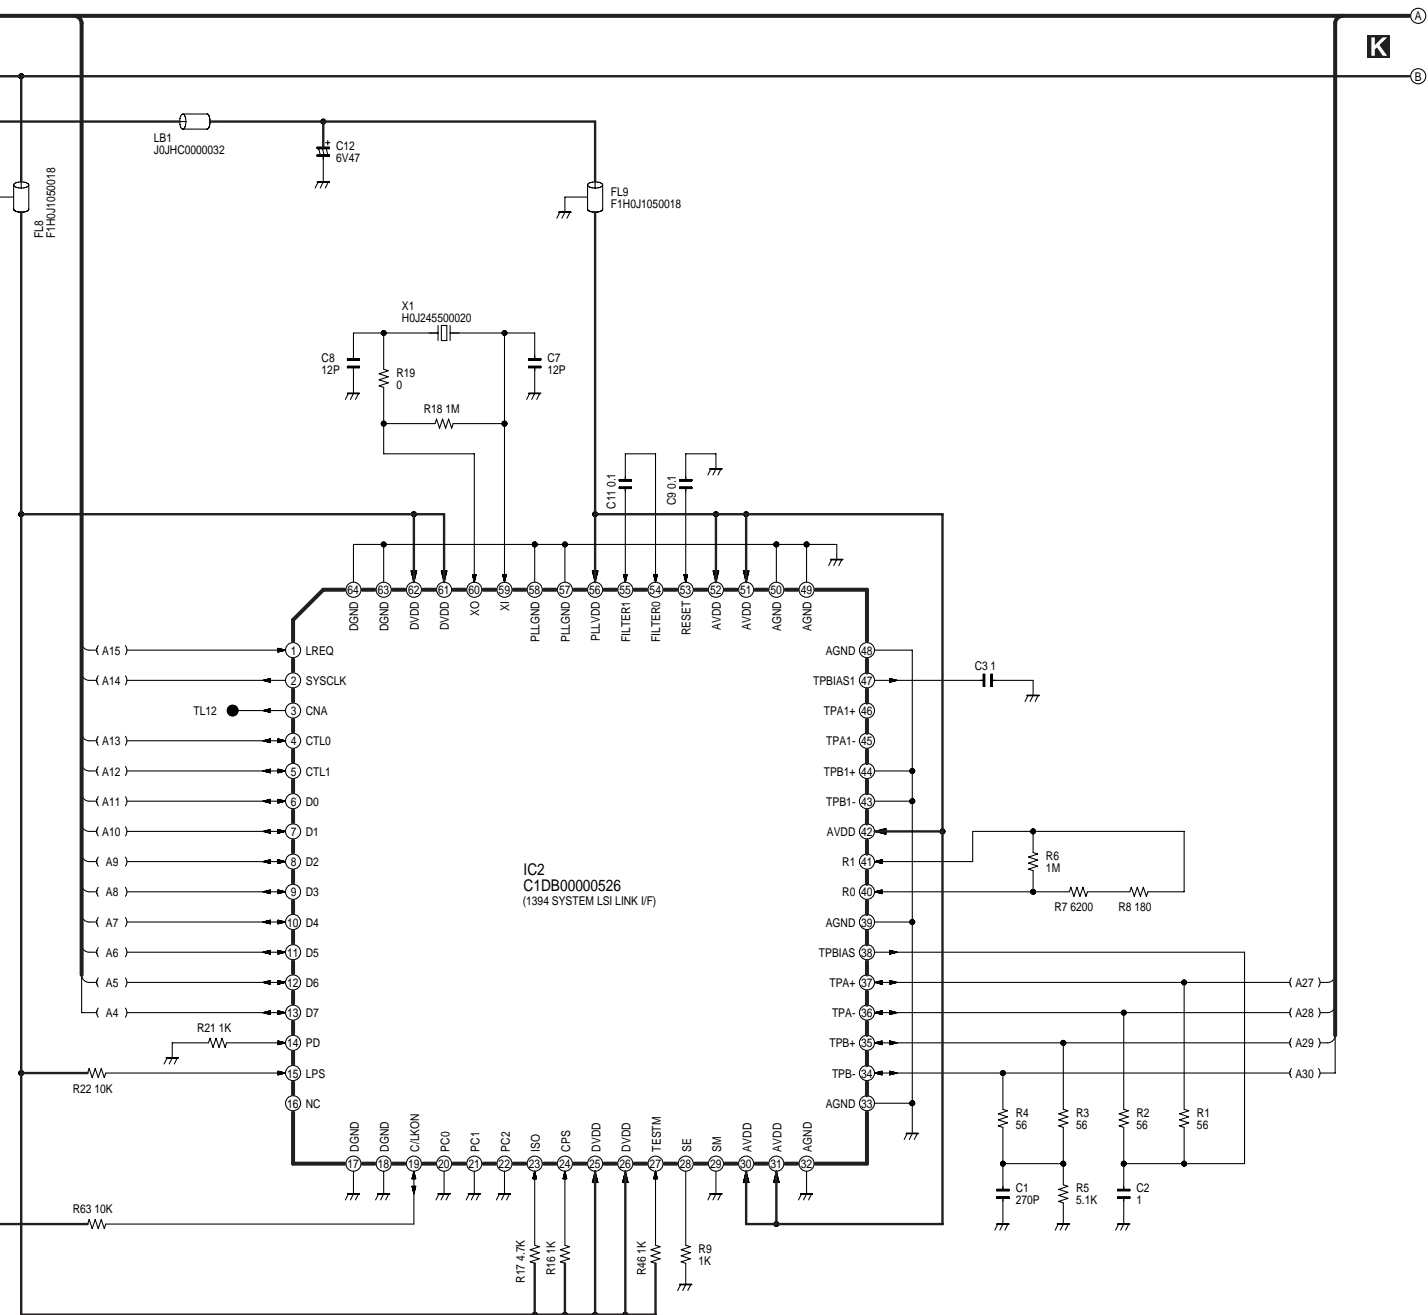 A
K
B
LB1
J0JHC0000032
C12
6V47
+
FL8
F1H0J1050018
FL9
F1H0J1050018
X1
H0J245500020
C8
12P
R19
0
C7
12P
R18 1M
C11 0.1
C9 0.1
64 63 62 61 60 59 58 57 56 55 54 53 52 51 50 49
DGND
DGND
DVDD
DVDD
XO
XI
PLLGND
PLLGND
PLLVDD
FILTER1
FILTER0
RESET
AVDD
AVDD
AGND
AGND
A15 1 LREQ
A14 2 SYSCLK
TL12 3 CNA
A13 4 CTL0
A12 5 CTL1
A11 6 D0
A10 7 D1
A9 8 D2
A8 9 D3
A7 10 D4
A6 11 D5
A5 12 D6
A4 13 D7
R21 1K
14 PD
15 LPS
R22 10K
16 NC
IC2
C1DB00000526
(1394 SYSTEM LSI LINK I/F)
AGND 48
TPBIAS1 47
C3 1
TPA1+ 46
TPA1- 45
TPB1+ 44
TPB1- 43
AVDD 42
R1 41
R6
1M
R0 40
R7 6200
R8 180
AGND 39
TPBIAS 38
TPA+ 37 A27
TPA- 36 A28
TPB+ 35 A29
TPB- 34 A30
AGND 33
R4
56
R3
56
R2
56
R1
56
C1
270P
R5
5.1K
C2
1
DGND
DGND
C/LKON
PC0
PC1
PC2
ISO
CPS
DVDD
DVDD
TESTM
SE
SM
AVDD
AVDD
AGND
17 18 19 20 21 22 23 24 25 26 27 28 29 30 31 32
R63 10K
R17 4.7K
R16 1K
R46 1K
R9
1K